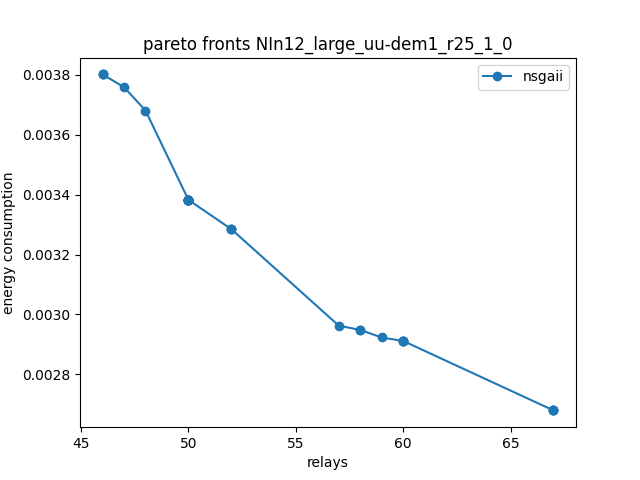 pareto fronts NIn12_large_uu-dem1_r25_1_0
nsgaii
energy consumption
0.0038
0.0036
0.0034
0.0032
0.0030
0.0028
45
50
55
60
65
relays